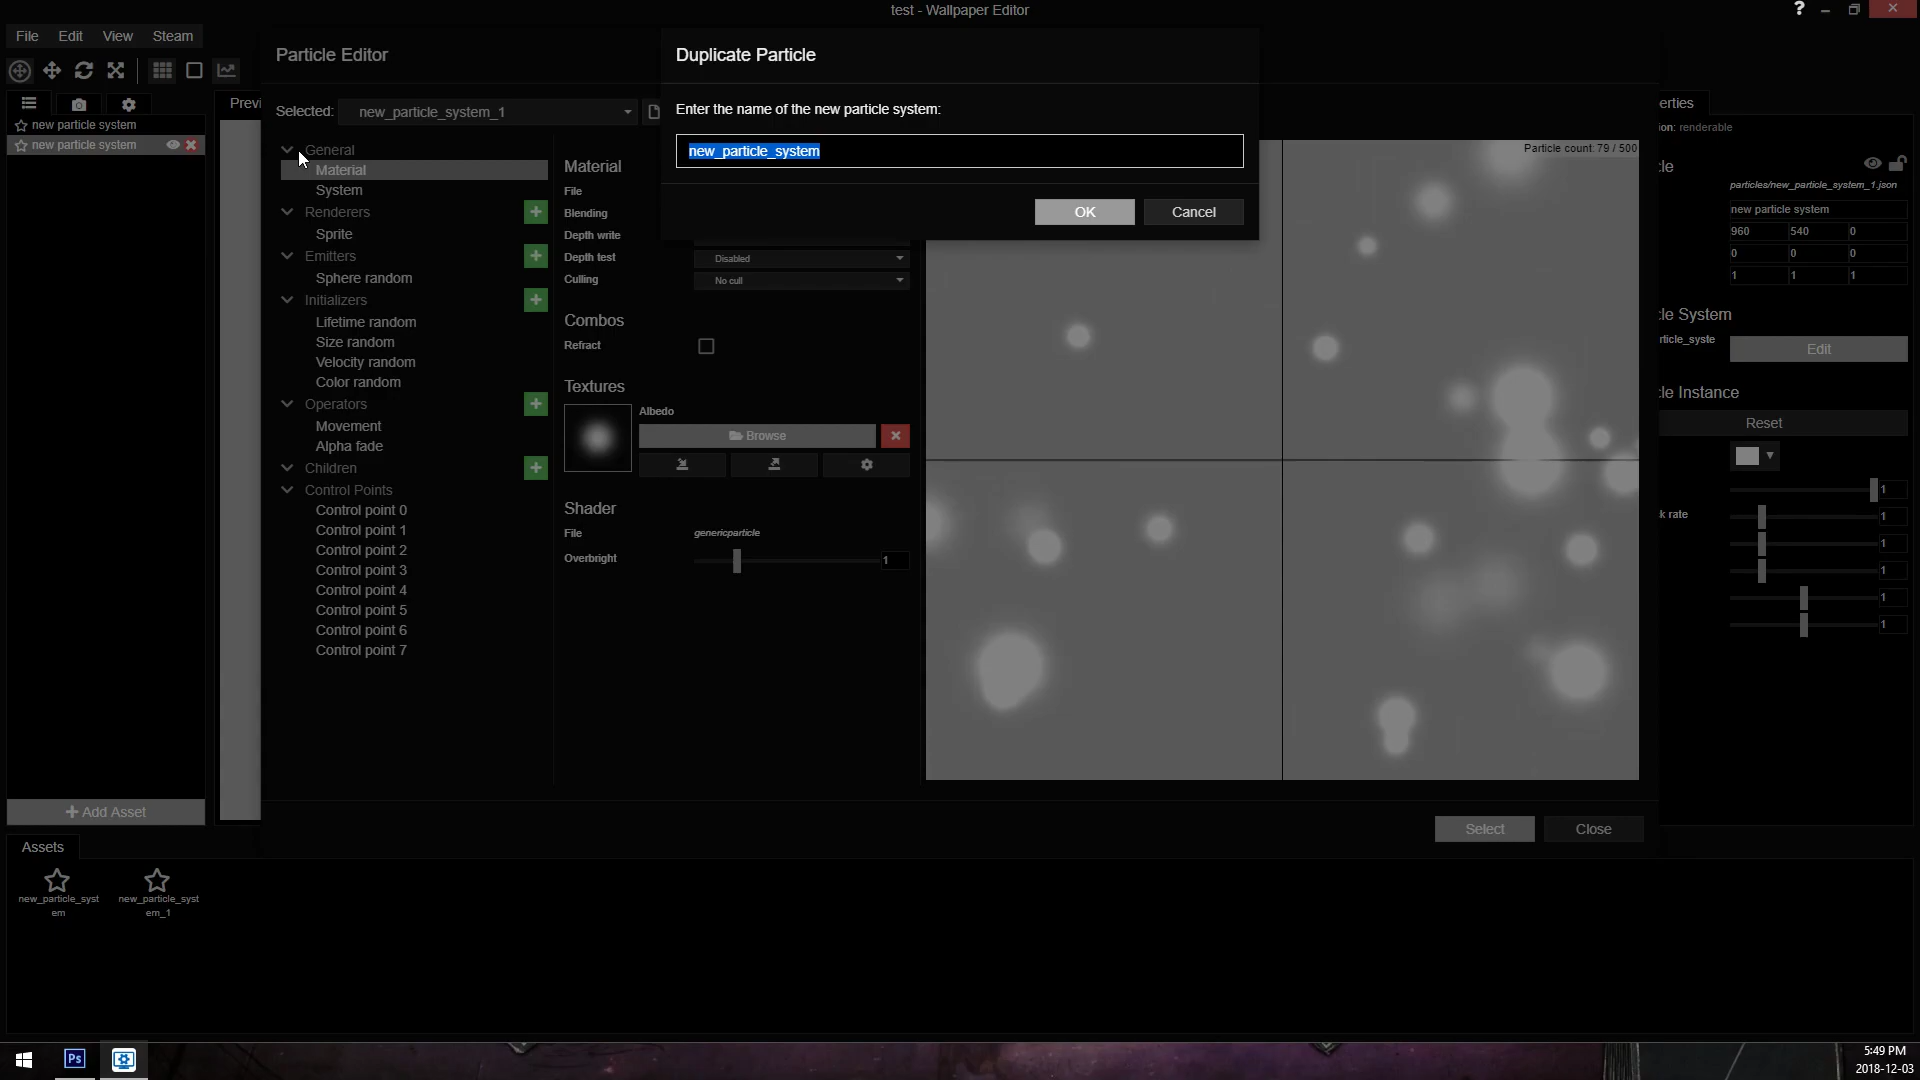 test - Wallpaper Editor
?
File Edit View Steam
Particle Editor
Duplicate Particle
Previ
Selected: new_particle_system_1
Enter the name of the new particle system:
erties
new particle system
new particle system
ion: renderable
General
Material
System
Renderers
Sprite
Emitters
Sphere random
Initializers
Lifetime random
Size random
Velocity random
Color random
Operators
Movement
Alpha fade
Children
Control Points
Control point 0
Control point 1
Control point 2
Control point 3
Control point 4
Control point 5
Control point 6
Control point 7
Material
File
Blending
Depth write
Depth test Disabled
Culling No cull
Combos
Refract
Textures
Albedo
Browse
Shader
File genericparticle
Overbright 1
new_particle_system
OK Cancel
Particle count: 79 / 500
cle
particles/new_particle_system_1.json
new particle system
960 540 0
0 0 0
1 1 1
cle System
rticle_syste Edit
cle Instance
Reset
1
k rate 1
1
1
1
1
Select Close
Add Asset
Assets
new_particle_syst
em
new_particle_syst
em_1
Ps
5:49 PM
2018-12-03